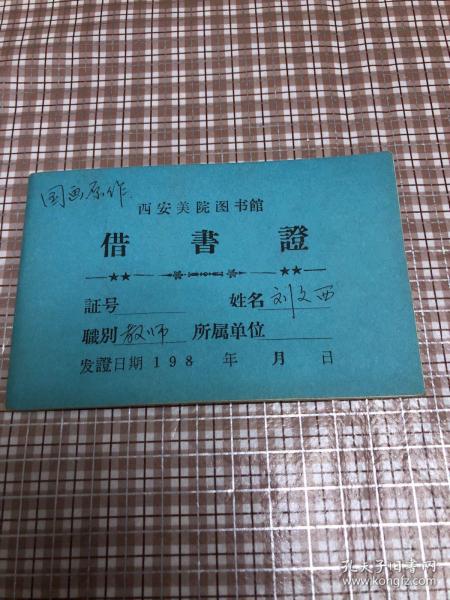 国画原作
西安美院图书館
借書證
証号 姓名 刘文西
職別 教师 所属单位
发證日期 198 年 月 日
孔夫子旧书网
www.kongfz.com